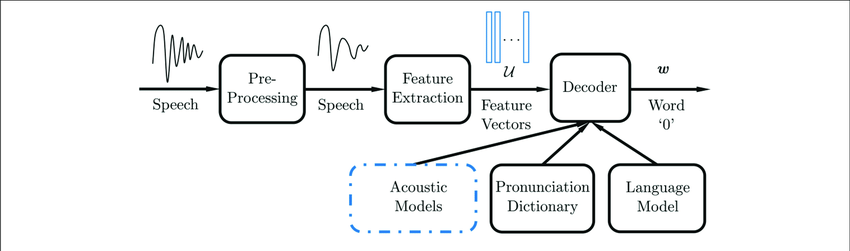 Pre-
Processing
Feature
Extraction
Decoder
Speech
Speech
𝒰
Feature
Vectors
w
Word
‘0’
Acoustic
Models
Pronunciation
Dictionary
Language
Model